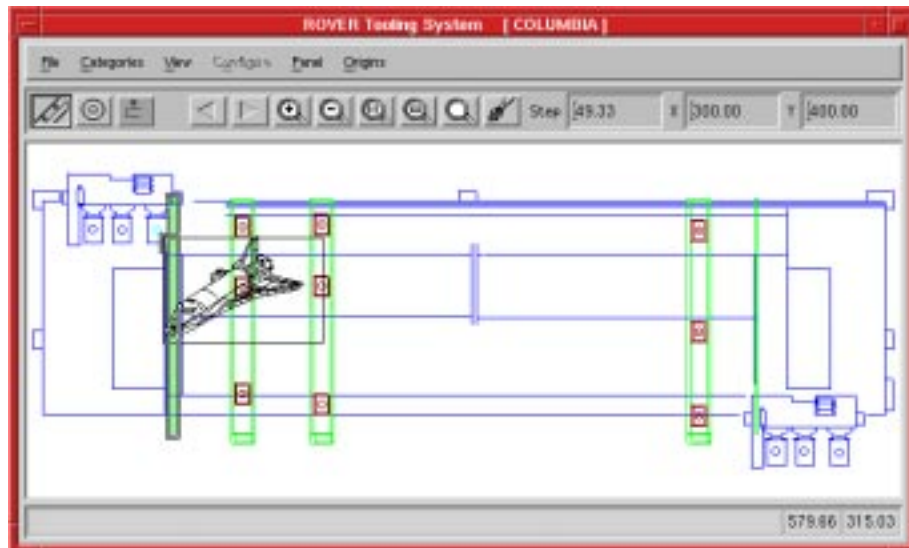 ROVER Tooling System [ COLUMBIA ]
File Categories View Configure Panel Origins
Step 49.33 X 300.00 Y 400.00
579.66 315.03